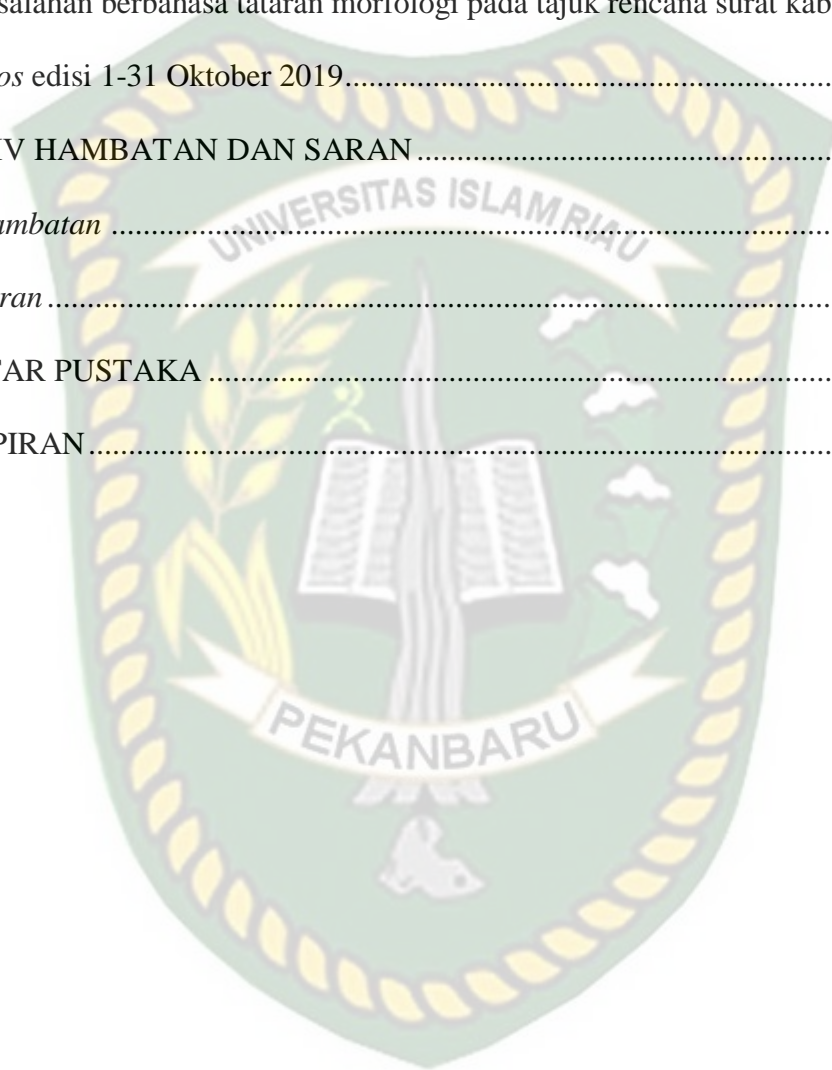 salahan berbahasa tataran morfologi pada tajuk rencana surat kab
os edisi 1-31 Oktober 2019....................................................................
IV HAMBATAN DAN SARAN....................................................................
ambatan ....................................................................
UNIVERSITAS ISLAM RIAU
ran....................................................................
AR PUSTAKA ....................................................................
PIRAN....................................................................
PEKANBARU